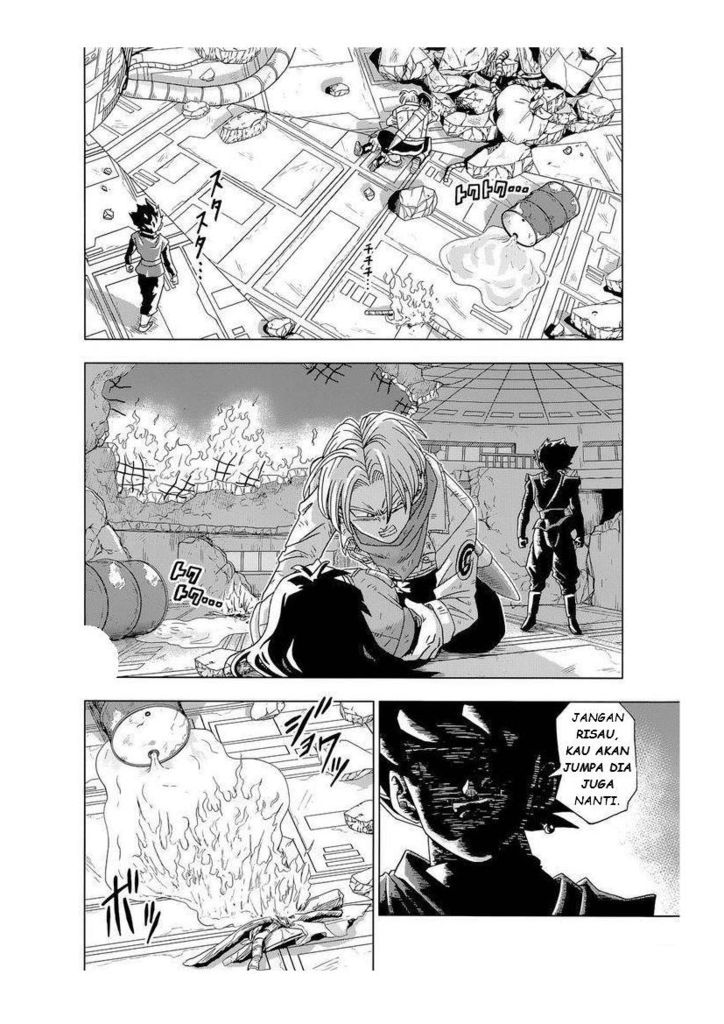 スタ
スタ...
トクトク...
チチチ...
トク
トク...
JANGAN
RISAU,
KAU AKAN
JUMPA DIA
JUGA
NANTI.
ジョワッ
ボッ